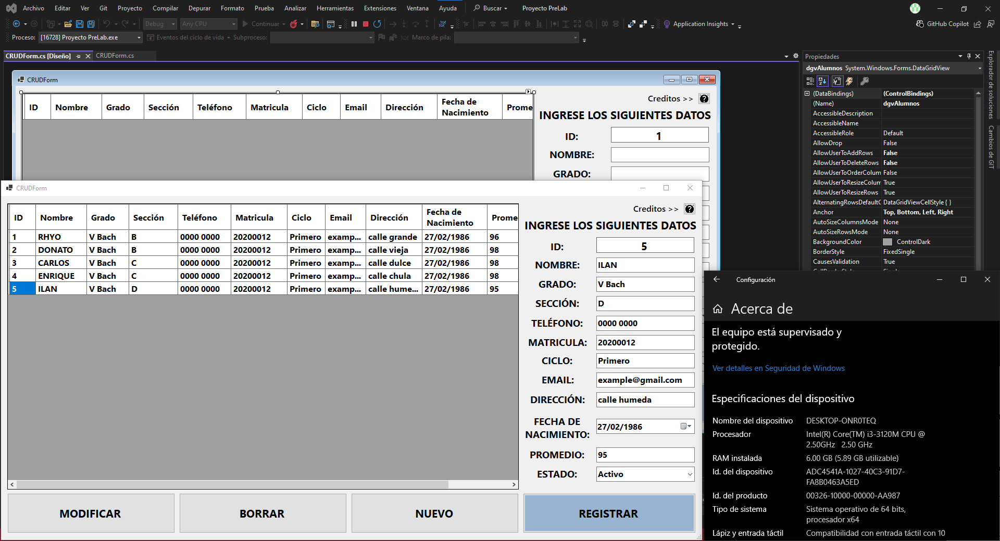 Archivo Editar Ver Git Proyecto Compilar Depurar Formato Prueba Analizar Herramientas Extensiones Ventana Ayuda Buscar Proyecto PreLab
Debug Any CPU Continuar Application Insights GitHub Copilot
Proceso: [16728] Proyecto PreLab.exe Eventos del ciclo de vida Subproceso: Marco de pila:
CRUDForm.cs [Diseño] CRUDForm.cs
CRUDForm
ID Nombre Grado Sección Teléfono Matricula Ciclo Email Dirección Fecha de Nacimiento Prome
Creditos >> ?
INGRESE LOS SIGUIENTES DATOS
ID: 1
NOMBRE:
GRADO:
Propiedades
dgvAlumnos System.Windows.Forms.DataGridView
(DataBindings) (ControlBindings)
(Name) dgvAlumnos
AccessibleDescription
AccessibleName
AccessibleRole Default
AllowDrop False
AllowUserToAddRows False
AllowUserToDeleteRows False
AllowUserToOrderColum False
AllowUserToResizeColum True
AllowUserToResizeRows True
AlternatingRowsDefaultC DataGridViewCellStyle { }
Anchor Top, Bottom, Left, Right
AutoSizeColumnsMode None
AutoSizeRowsMode None
BackgroundColor ControlDark
BorderStyle FixedSingle
CausesValidation True
Explorador de soluciones
Cambios de GIT
CRUDForm
ID Nombre Grado Sección Teléfono Matricula Ciclo Email Dirección Fecha de Nacimiento Prome
1 RHYO V Bach B 0000 0000 20200012 Primero examp... calle grande 27/02/1986 96
2 DONATO V Bach B 0000 0000 20200012 Primero examp... calle vieja 27/02/1986 98
3 CARLOS V Bach C 0000 0000 20200012 Primero examp... calle dulce 27/02/1986 98
4 ENRIQUE V Bach C 0000 0000 20200012 Primero examp... calle chula 27/02/1986 98
5 ILAN V Bach D 0000 0000 20200012 Primero examp... calle hume... 27/02/1986 95
Creditos >> ?
INGRESE LOS SIGUIENTES DATOS
ID: 5
NOMBRE: ILAN
GRADO: V Bach
SECCIÓN: D
TELÉFONO: 0000 0000
MATRICULA: 20200012
CICLO: Primero
EMAIL: example@gmail.com
DIRECCIÓN: calle humeda
FECHA DE
NACIMIENTO: 27/02/1986
PROMEDIO: 95
ESTADO: Activo
MODIFICAR BORRAR NUEVO REGISTRAR
Configuración
Acerca de
El equipo está supervisado y
protegido.
Ver detalles en Seguridad de Windows
Especificaciones del dispositivo
Nombre del dispositivo DESKTOP-ONR0TEQ
Procesador Intel(R) Core(TM) i3-3120M CPU @
2.50GHz 2.50 GHz
RAM instalada 6.00 GB (5.89 GB utilizable)
Id. del dispositivo ADC4541A-1027-40C3-91D7-
FA8B0463A5ED
Id. del producto 00326-10000-00000-AA987
Tipo de sistema Sistema operativo de 64 bits,
procesador x64
Lápiz y entrada táctil Compatibilidad con entrada táctil con 10